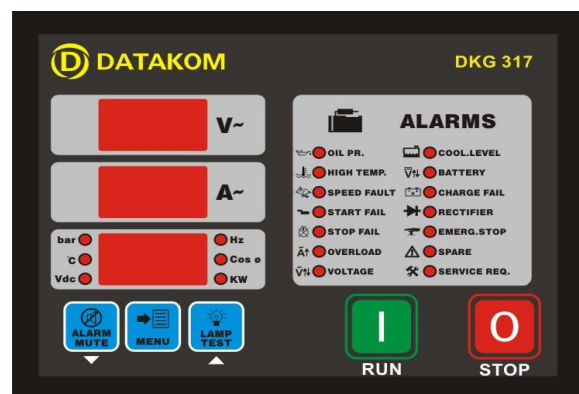 DATAKOM
DKG 317
V~
A~
bar
Hz
°C
Cos ø
Vdc
KW
ALARM
MUTE
MENU
LAMP
TEST
ALARMS
OIL PR.
COOL.LEVEL
HIGH TEMP.
BATTERY
SPEED FAULT
CHARGE FAIL
START FAIL
RECTIFIER
STOP FAIL
EMERG.STOP
OVERLOAD
SPARE
VOLTAGE
SERVICE REQ.
I
RUN
O
STOP